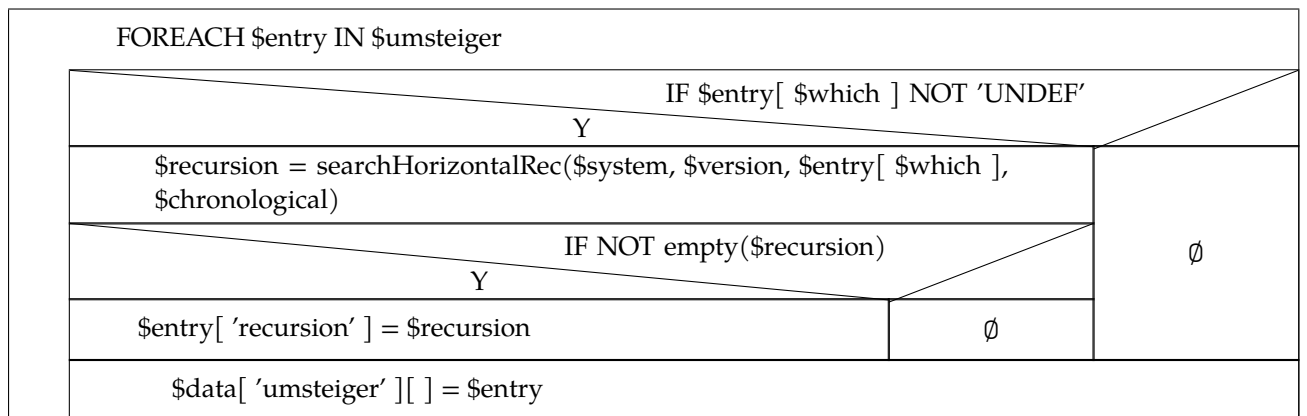 FOREACH $entry IN $umsteiger
IF $entry[ $which ] NOT ’UNDEF’
Y
$recursion = searchHorizontalRec($system, $version, $entry[ $which ],
$chronological)
∅
IF NOT empty($recursion)
Y
$entry[ ’recursion’ ] = $recursion
∅
$data[ ’umsteiger’ ][ ] = $entry